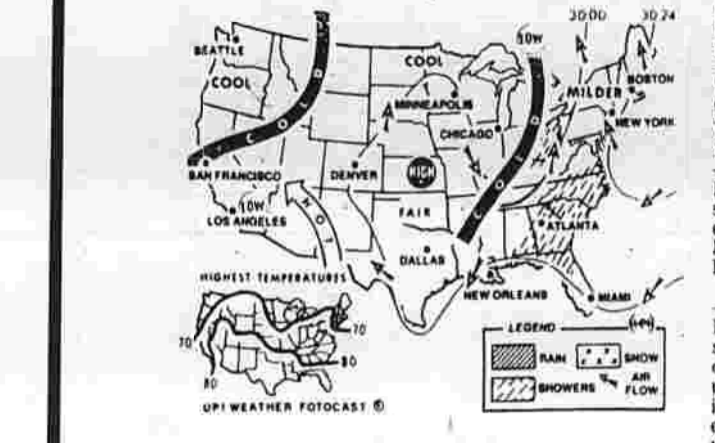 30.00 30.24
LOW
SEATTLE
COLD
COOL
COOL
MINNEAPOLIS
MILDER
BOSTON
NEW YORK
CHICAGO
COLD
SAN FRANCISCO
DENVER
HIGH
LOW
LOS ANGELES
HOT
FAIR
ATLANTA
DALLAS
HIGHEST TEMPERATURES
NEW ORLEANS
MIAMI
70
70
80
80
LEGEND
RAIN
SNOW
SHOWERS
AIR
FLOW
UPI WEATHER FOTOCAST ©